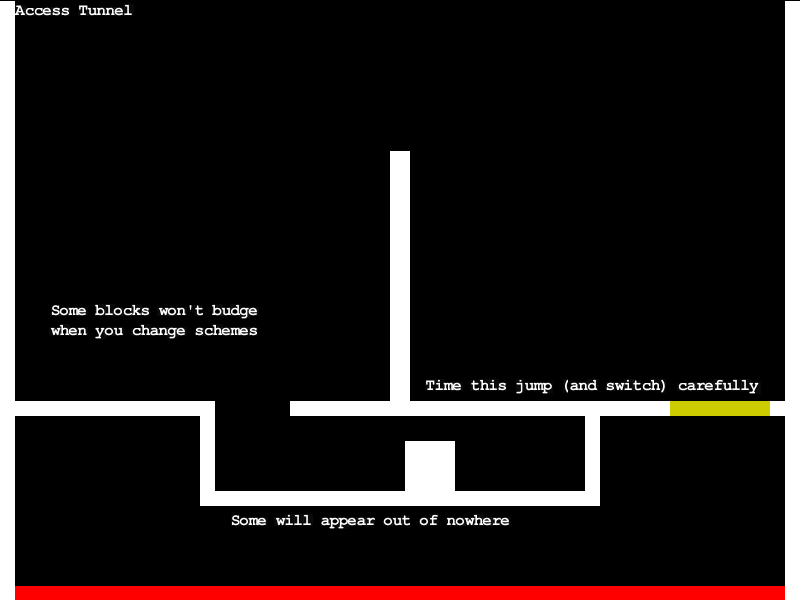 Access Tunnel
Some blocks won't budge
when you change schemes
Time this jump (and switch) carefully
Some will appear out of nowhere